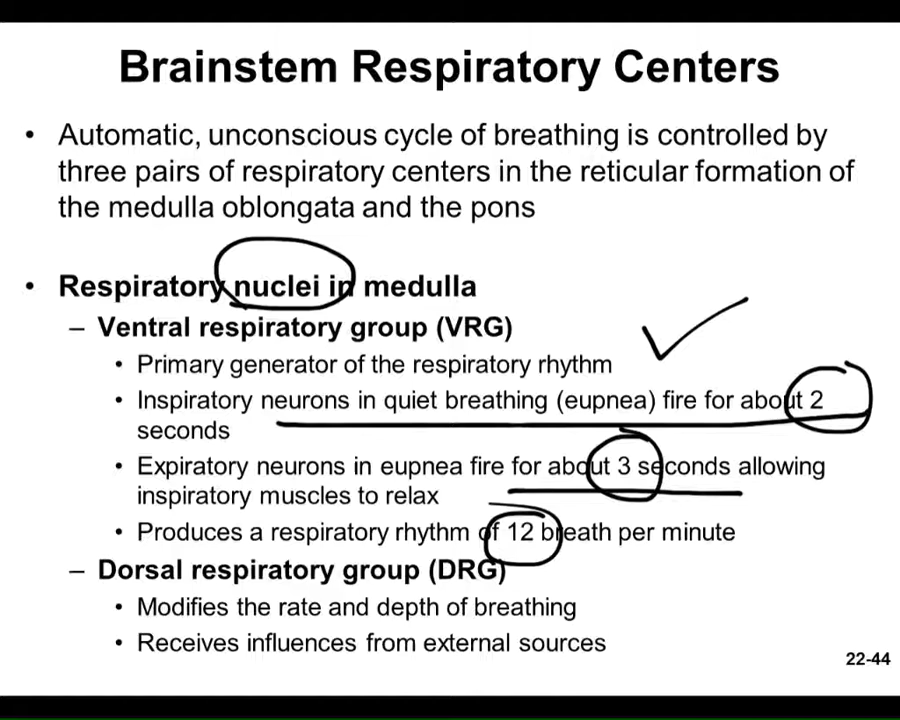 Brainstem Respiratory Centers
• Automatic, unconscious cycle of breathing is controlled by
three pairs of respiratory centers in the reticular formation of
the medulla oblongata and the pons
• Respiratory nuclei in medulla
– Ventral respiratory group (VRG)
• Primary generator of the respiratory rhythm
• Inspiratory neurons in quiet breathing (eupnea) fire for about 2
seconds
• Expiratory neurons in eupnea fire for about 3 seconds allowing
inspiratory muscles to relax
• Produces a respiratory rhythm of 12 breath per minute
– Dorsal respiratory group (DRG)
• Modifies the rate and depth of breathing
• Receives influences from external sources
22-44